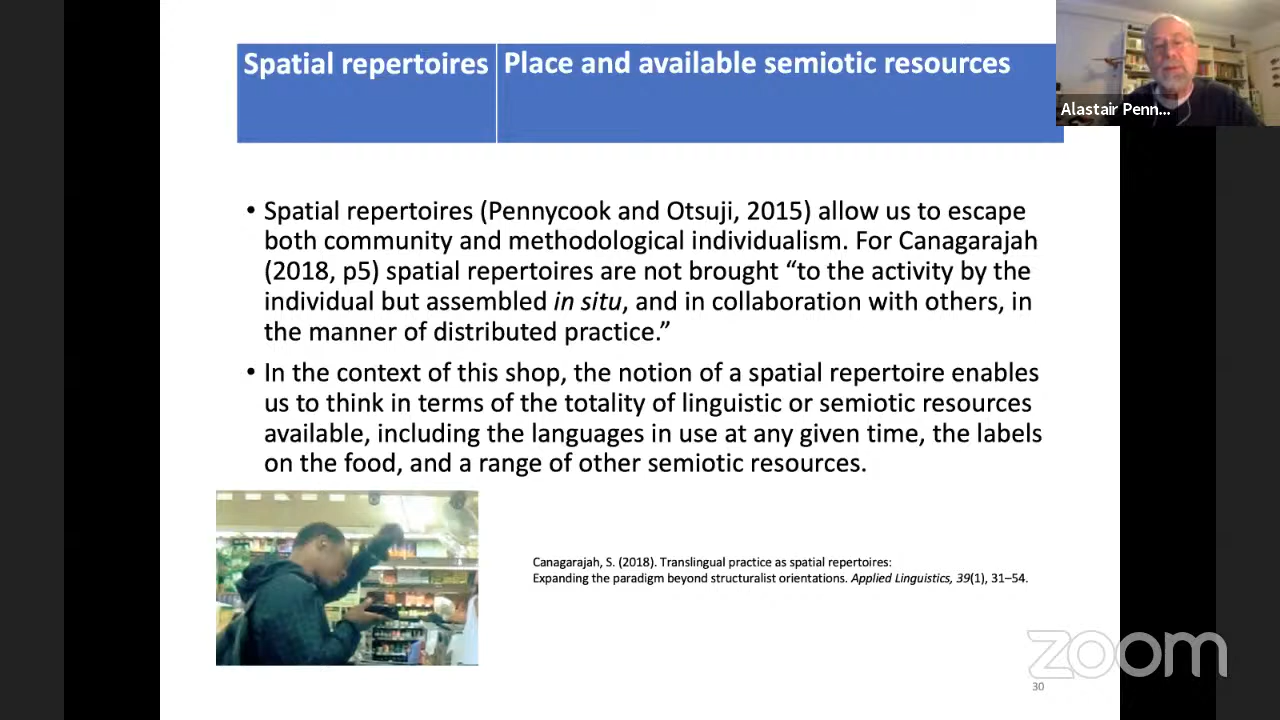 Spatial repertoires
Place and available semiotic resources
Alastair Penn...
• Spatial repertoires (Pennycook and Otsuji, 2015) allow us to escape
both community and methodological individualism. For Canagarajah
(2018, p5) spatial repertoires are not brought “to the activity by the
individual but assembled in situ, and in collaboration with others, in
the manner of distributed practice.”
• In the context of this shop, the notion of a spatial repertoire enables
us to think in terms of the totality of linguistic or semiotic resources
available, including the languages in use at any given time, the labels
on the food, and a range of other semiotic resources.
Canagarajah, S. (2018). Translingual practice as spatial repertoires:
Expanding the paradigm beyond structuralist orientations. Applied Linguistics, 39(1), 31–54.
zoom
30